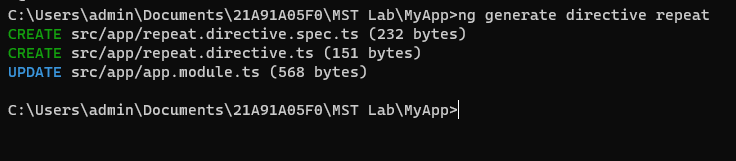 C:\Users\admin\Documents\21A91A05F0\MST Lab\MyApp>ng generate directive repeat
CREATE src/app/repeat.directive.spec.ts (232 bytes)
CREATE src/app/repeat.directive.ts (151 bytes)
UPDATE src/app/app.module.ts (568 bytes)
C:\Users\admin\Documents\21A91A05F0\MST Lab\MyApp>